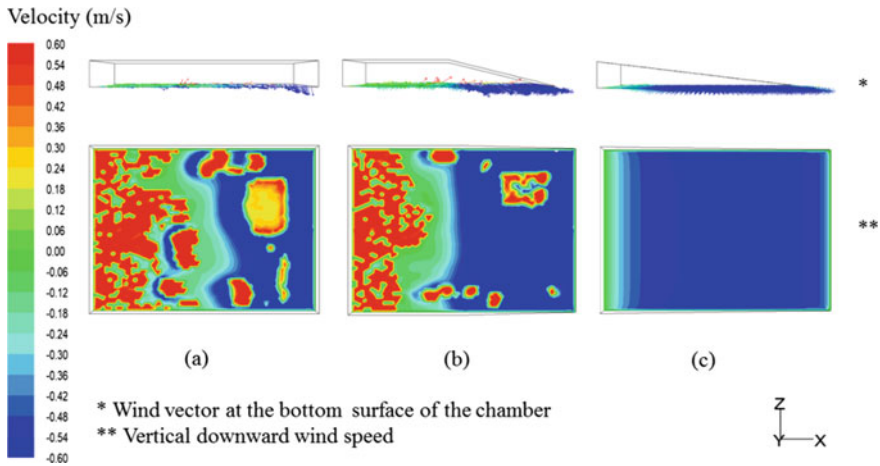 Velocity (m/s)
0.60
0.54
0.48
0.42
0.36
0.30
0.24
0.18
0.12
0.06
0.00
-0.06
-0.12
-0.18
-0.24
-0.30
-0.36
-0.42
-0.48
-0.54
-0.60
*
**
(a)
(b)
(c)
* Wind vector at the bottom surface of the chamber
** Vertical downward wind speed
Z
Y
X